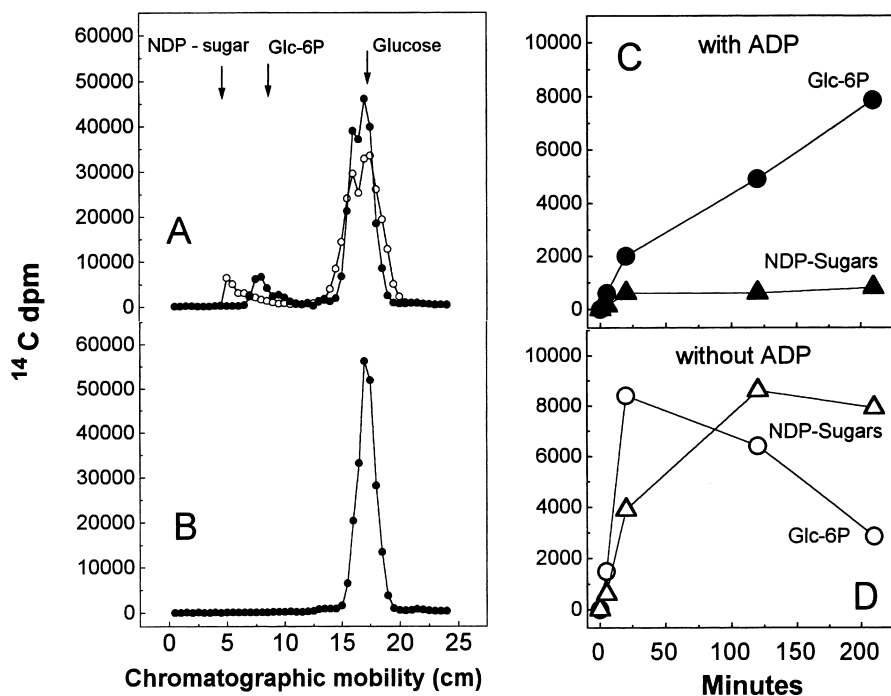 NDP - sugar Glc-6P Glucose
60000
50000
40000
30000
20000
10000
0
A
60000
50000
40000
30000
20000
10000
0
B
0 5 10 15 20 25
Chromatographic mobility (cm)
¹⁴C dpm
10000
8000
6000
4000
2000
0
C
with ADP
Glc-6P
NDP-Sugars
10000
8000
6000
4000
2000
0
without ADP
NDP-Sugars
Glc-6P
D
0 50 100 150 200
Minutes